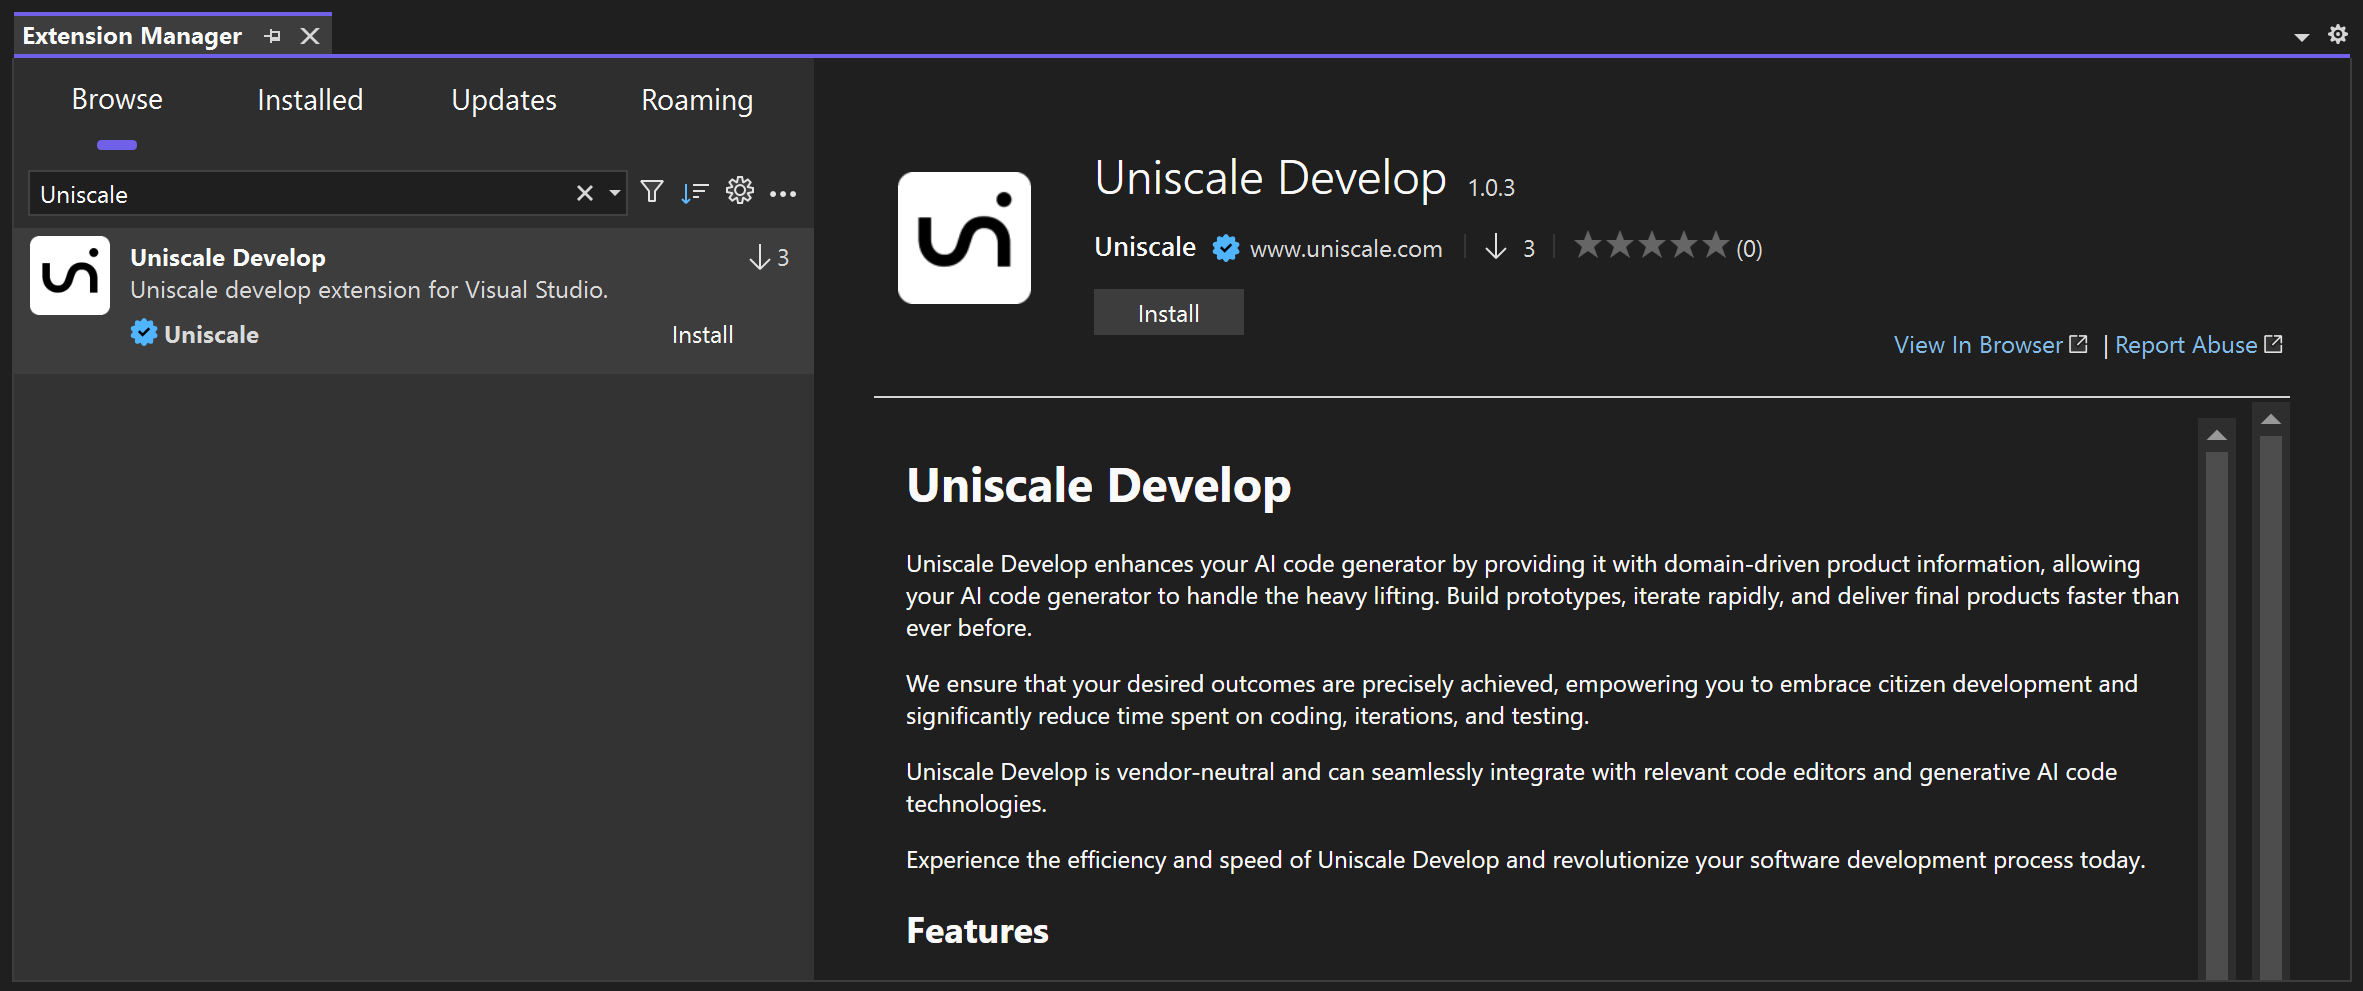 Extension Manager
Browse Installed Updates Roaming
Uniscale
uni
Uniscale Develop 3
Uniscale develop extension for Visual Studio.
Uniscale Install
uni
Uniscale Develop 1.0.3
Uniscale www.uniscale.com 3 (0)
Install
View In Browser | Report Abuse
Uniscale Develop
Uniscale Develop enhances your AI code generator by providing it with domain-driven product information, allowing
your AI code generator to handle the heavy lifting. Build prototypes, iterate rapidly, and deliver final products faster than
ever before.
We ensure that your desired outcomes are precisely achieved, empowering you to embrace citizen development and
significantly reduce time spent on coding, iterations, and testing.
Uniscale Develop is vendor-neutral and can seamlessly integrate with relevant code editors and generative AI code
technologies.
Experience the efficiency and speed of Uniscale Develop and revolutionize your software development process today.
Features